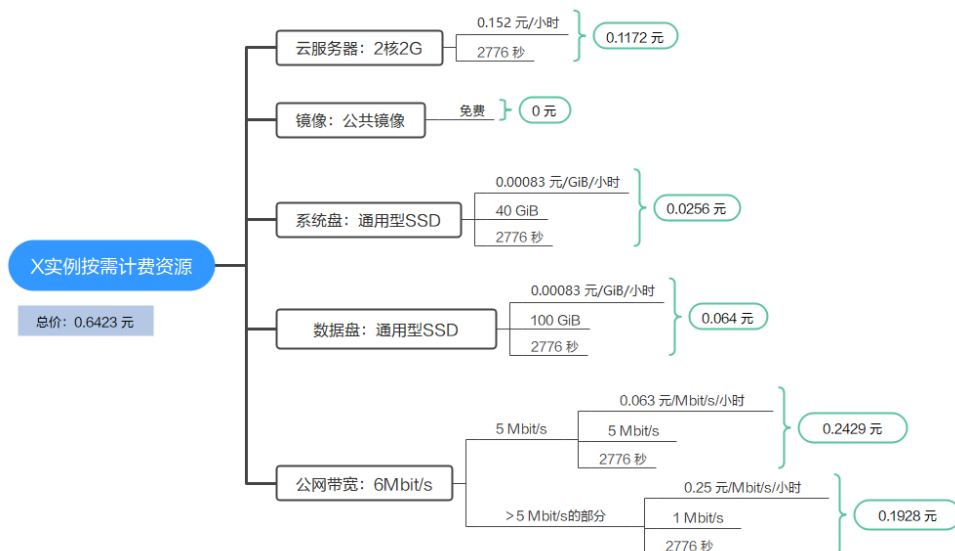 X实例按需计费资源
总价：0.6423 元
云服务器：2核2G
0.152 元/小时
2776 秒
0.1172 元
镜像：公共镜像
免费
0 元
系统盘：通用型SSD
0.00083 元/GiB/小时
40 GiB
2776 秒
0.0256 元
数据盘：通用型SSD
0.00083 元/GiB/小时
100 GiB
2776 秒
0.064 元
公网带宽：6Mbit/s
5 Mbit/s
0.063 元/Mbit/s/小时
5 Mbit/s
2776 秒
0.2429 元
＞5 Mbit/s的部分
0.25 元/Mbit/s/小时
1 Mbit/s
2776 秒
0.1928 元